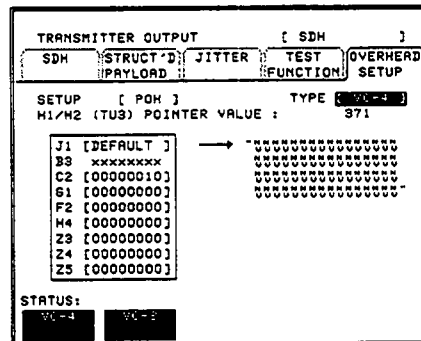 TRANSMITTER OUTPUT [ SDH ]
SDH STRUCT'D PAYLOAD JITTER TEST FUNCTION OVERHEAD SETUP
SETUP [ POH ] TYPE [ VC-4 ]
H1/H2 (TU3) POINTER VALUE : 371
J1 [DEFAULT ]
B3 xxxxxxxx
C2 [00000010]
G1 [00000000]
F2 [00000000]
H4 [00000000]
Z3 [00000000]
Z4 [00000000]
Z5 [00000000]
STATUS:
VC-4 VC-3